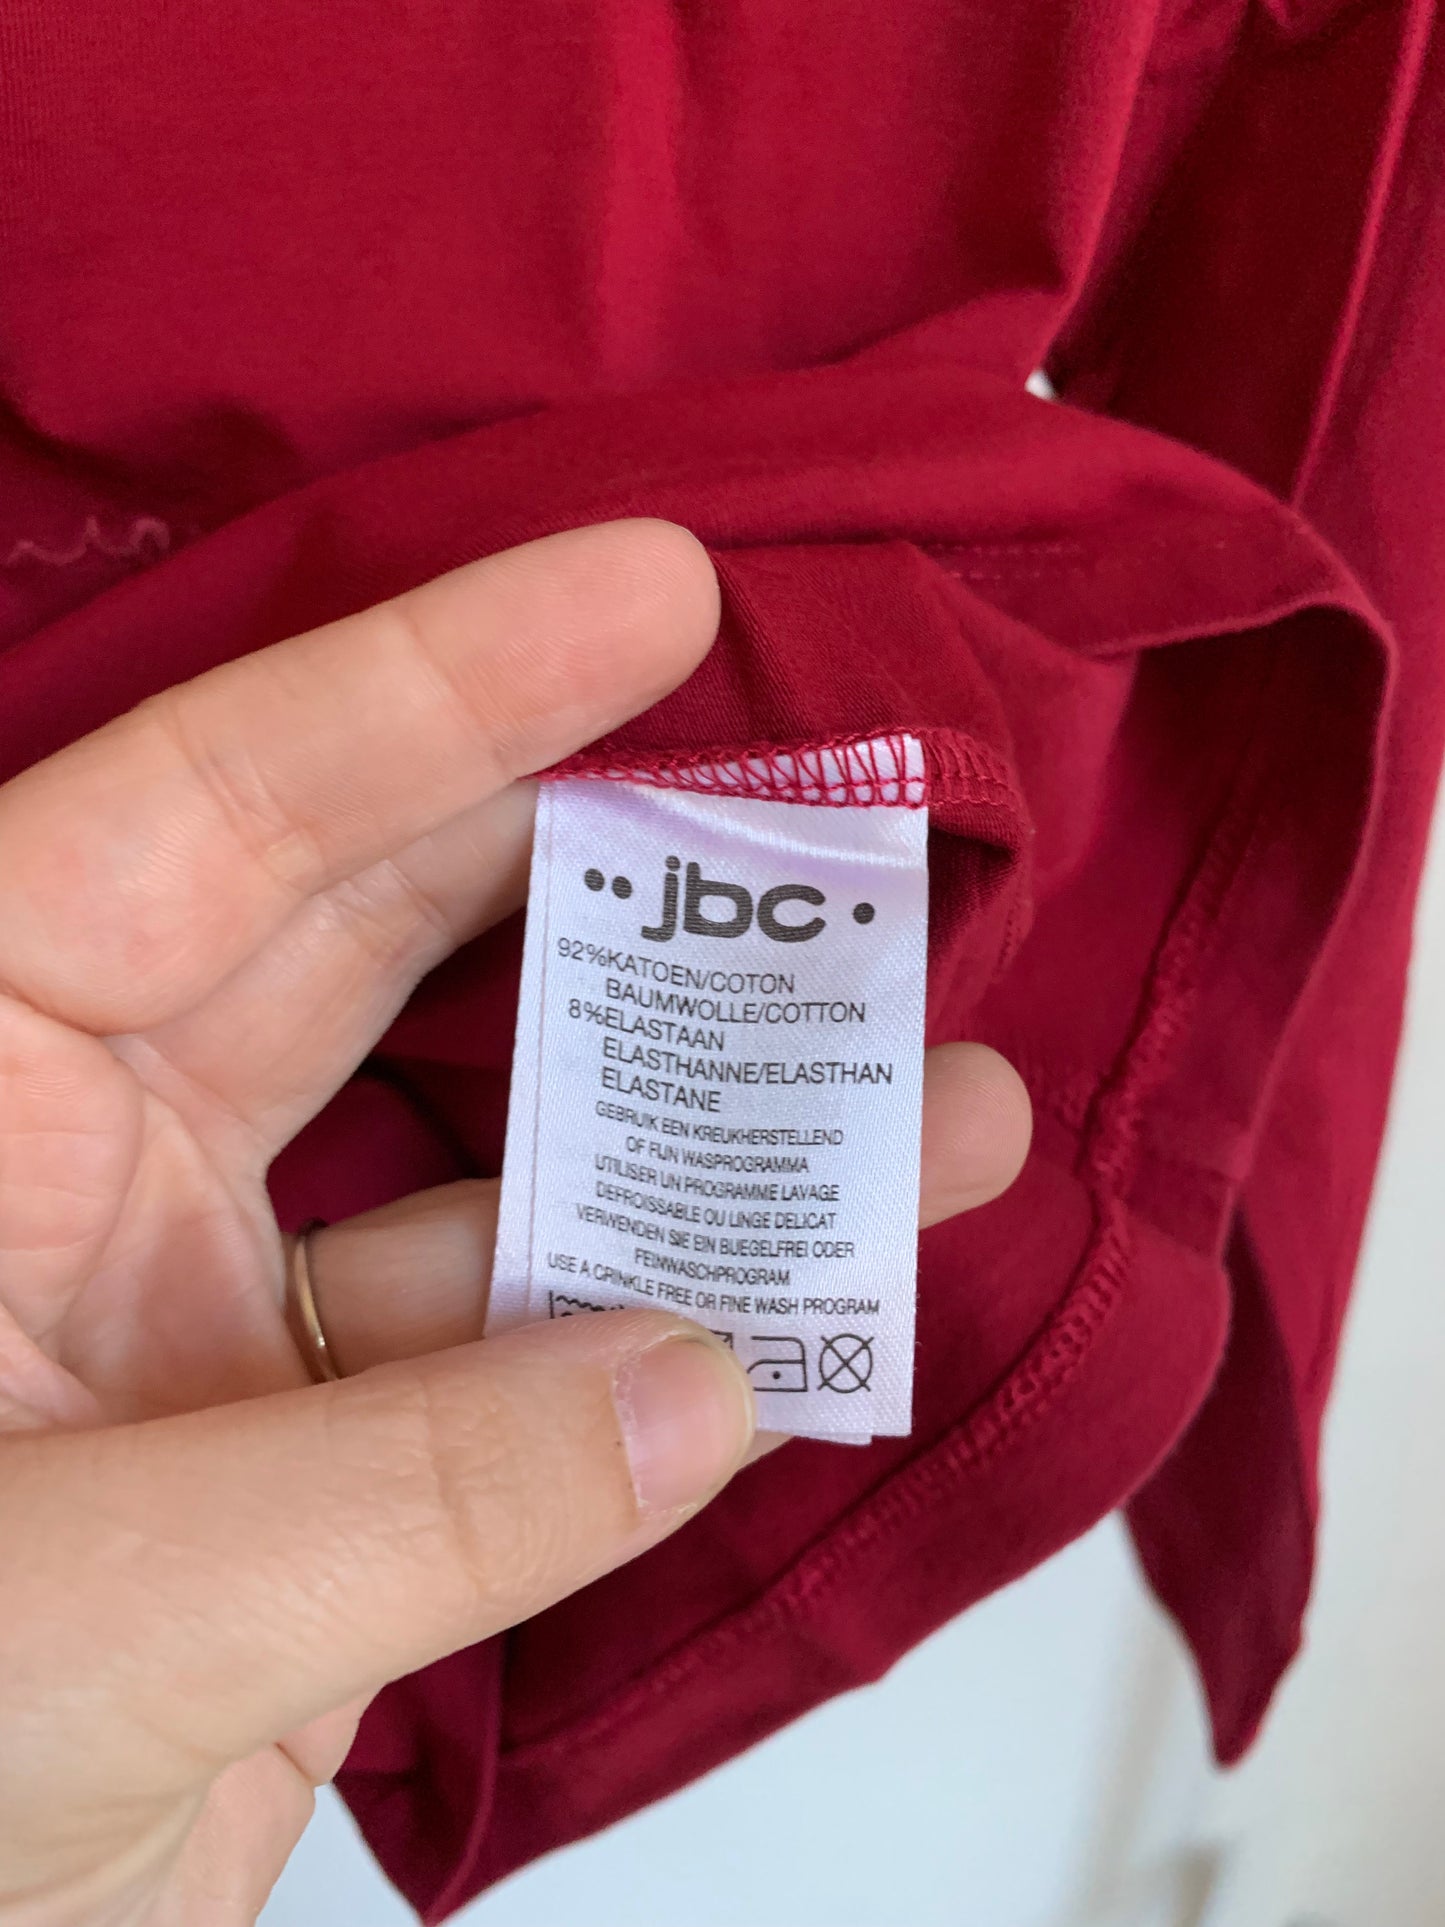 jbc
92%KATOEN/COTON
BAUMWOLLE/COTTON
8%ELASTAAN
ELASTHANNE/ELASTHAN
ELASTANE
GEBRUIK EEN KREUKHERSTELLEND
OF FIJN WASPROGRAMMA
UTILISER UN PROGRAMME LAVAGE
DEFROISSABLE OU LINGE DELICAT
VERWENDEN SIE EIN BUEGELFREI ODER
FEINWASCHPROGRAM
USE A CRINKLE FREE OR FINE WASH PROGRAM